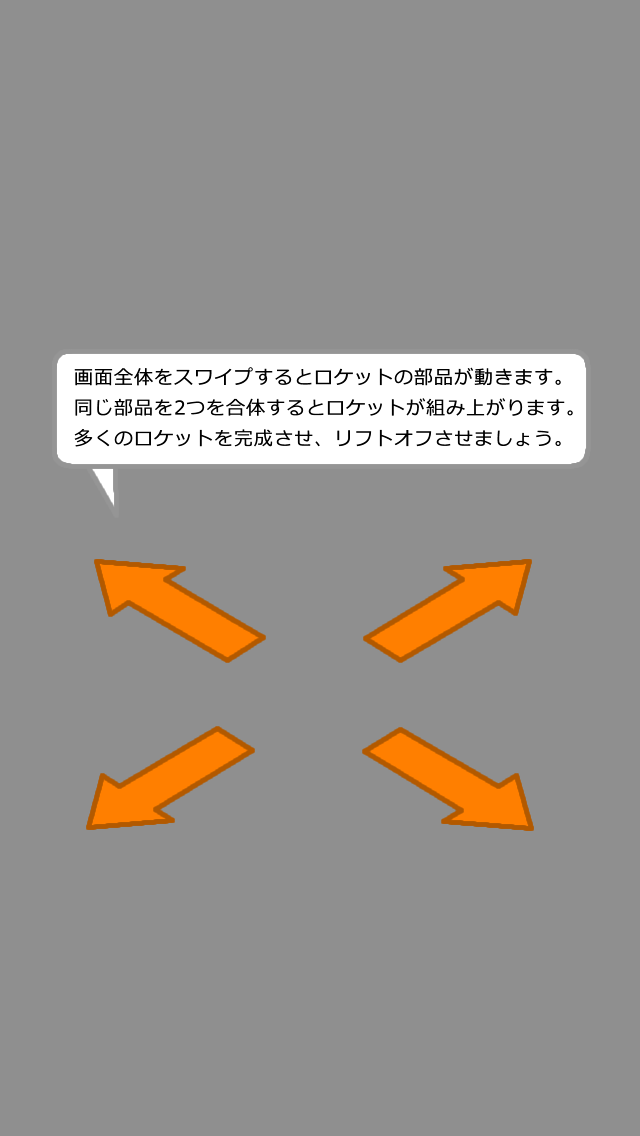 画面全体をスワイプするとロケットの部品が動きます。
同じ部品を2つを合体するとロケットが組み上がります。
多くのロケットを完成させ、リフトオフさせましょう。